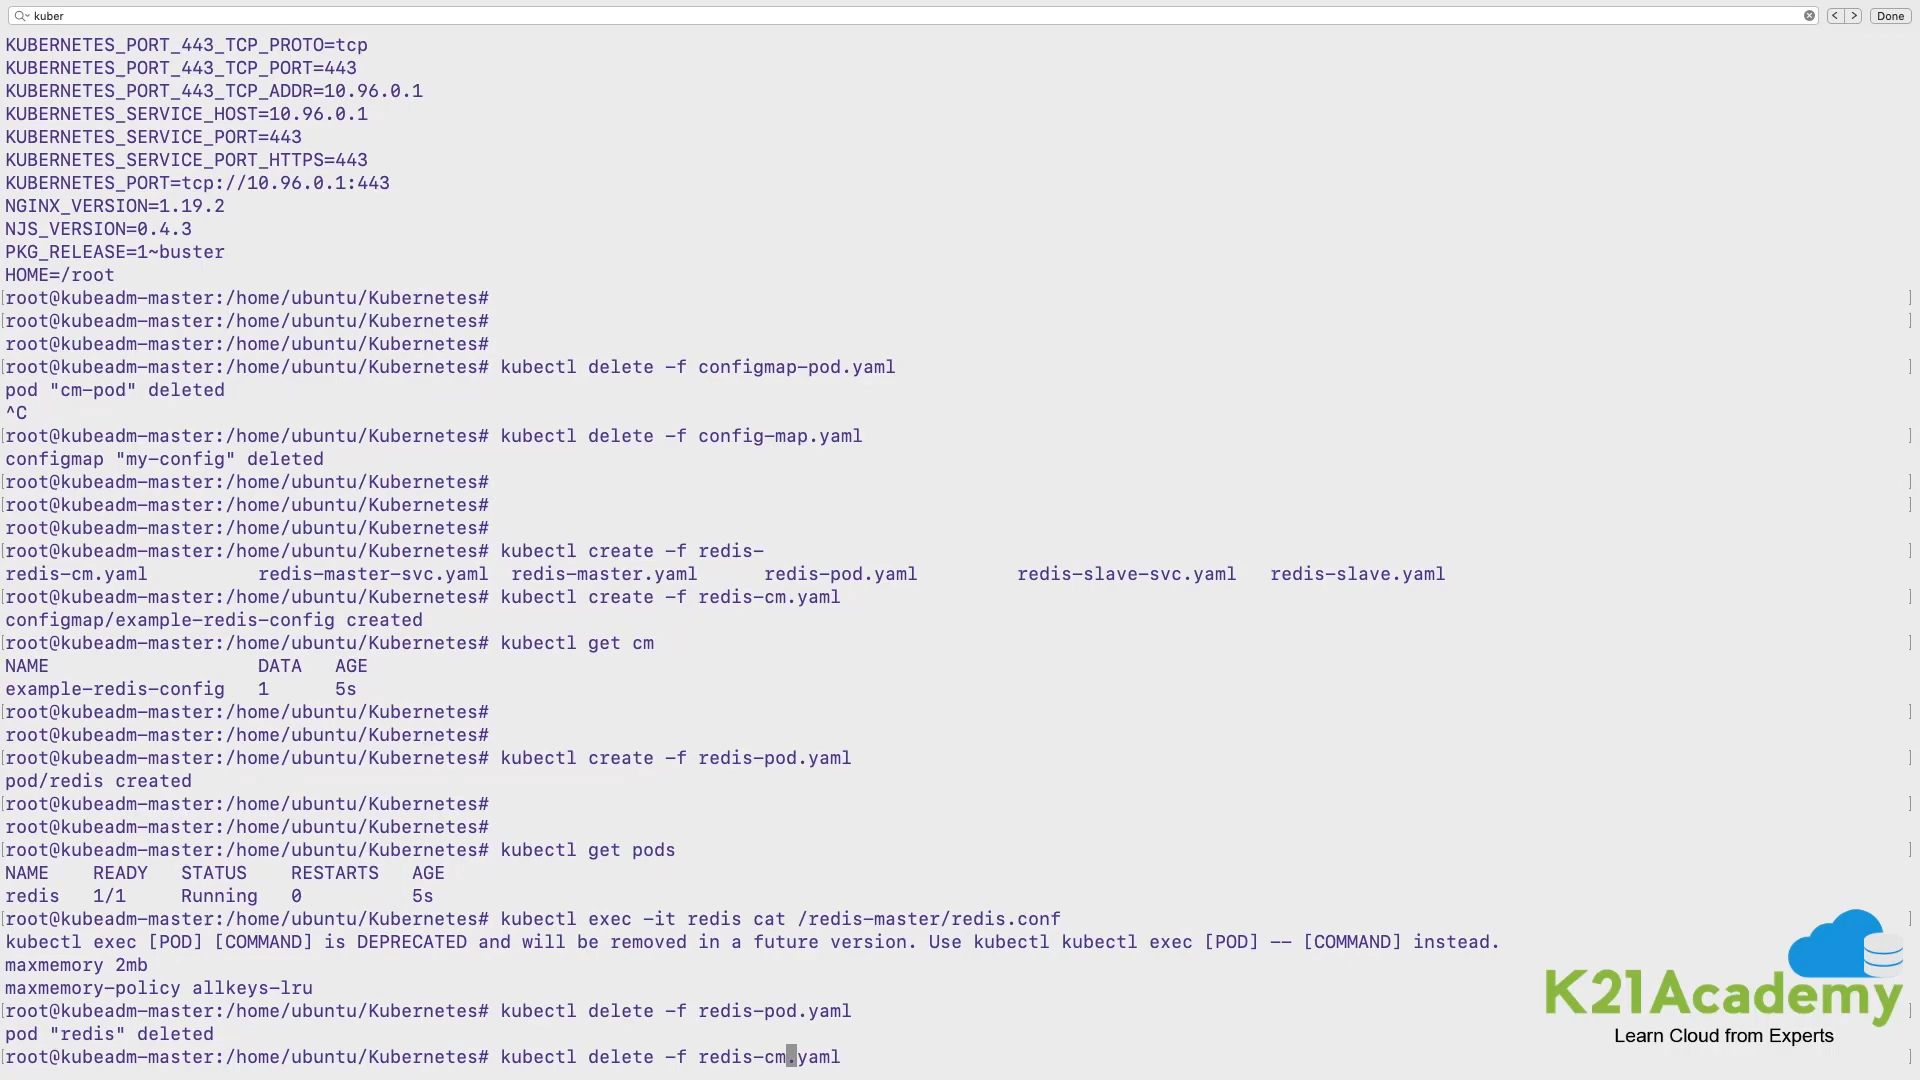 kuber
< > Done
KUBERNETES_PORT_443_TCP_PROTO=tcp
KUBERNETES_PORT_443_TCP_PORT=443
KUBERNETES_PORT_443_TCP_ADDR=10.96.0.1
KUBERNETES_SERVICE_HOST=10.96.0.1
KUBERNETES_SERVICE_PORT=443
KUBERNETES_SERVICE_PORT_HTTPS=443
KUBERNETES_PORT=tcp://10.96.0.1:443
NGINX_VERSION=1.19.2
NJS_VERSION=0.4.3
PKG_RELEASE=1~buster
HOME=/root
[root@kubeadm-master:/home/ubuntu/Kubernetes# ]
[root@kubeadm-master:/home/ubuntu/Kubernetes# ]
root@kubeadm-master:/home/ubuntu/Kubernetes#
[root@kubeadm-master:/home/ubuntu/Kubernetes# kubectl delete -f configmap-pod.yaml ]
pod "cm-pod" deleted
^C
[root@kubeadm-master:/home/ubuntu/Kubernetes# kubectl delete -f config-map.yaml ]
configmap "my-config" deleted
[root@kubeadm-master:/home/ubuntu/Kubernetes# ]
[root@kubeadm-master:/home/ubuntu/Kubernetes# ]
root@kubeadm-master:/home/ubuntu/Kubernetes#
[root@kubeadm-master:/home/ubuntu/Kubernetes# kubectl create -f redis- ]
redis-cm.yaml redis-master-svc.yaml redis-master.yaml redis-pod.yaml redis-slave-svc.yaml redis-slave.yaml
[root@kubeadm-master:/home/ubuntu/Kubernetes# kubectl create -f redis-cm.yaml ]
configmap/example-redis-config created
[root@kubeadm-master:/home/ubuntu/Kubernetes# kubectl get cm ]
NAME DATA AGE
example-redis-config 1 5s
[root@kubeadm-master:/home/ubuntu/Kubernetes# ]
root@kubeadm-master:/home/ubuntu/Kubernetes#
[root@kubeadm-master:/home/ubuntu/Kubernetes# kubectl create -f redis-pod.yaml ]
pod/redis created
[root@kubeadm-master:/home/ubuntu/Kubernetes# ]
root@kubeadm-master:/home/ubuntu/Kubernetes#
[root@kubeadm-master:/home/ubuntu/Kubernetes# kubectl get pods ]
NAME READY STATUS RESTARTS AGE
redis 1/1 Running 0 5s
[root@kubeadm-master:/home/ubuntu/Kubernetes# kubectl exec -it redis cat /redis-master/redis.conf ]
kubectl exec [POD] [COMMAND] is DEPRECATED and will be removed in a future version. Use kubectl kubectl exec [POD] -- [COMMAND] instead.
maxmemory 2mb
maxmemory-policy allkeys-lru
[root@kubeadm-master:/home/ubuntu/Kubernetes# kubectl delete -f redis-pod.yaml ]
pod "redis" deleted
[root@kubeadm-master:/home/ubuntu/Kubernetes# kubectl delete -f redis-cm.yaml ]
K21Academy
Learn Cloud from Experts